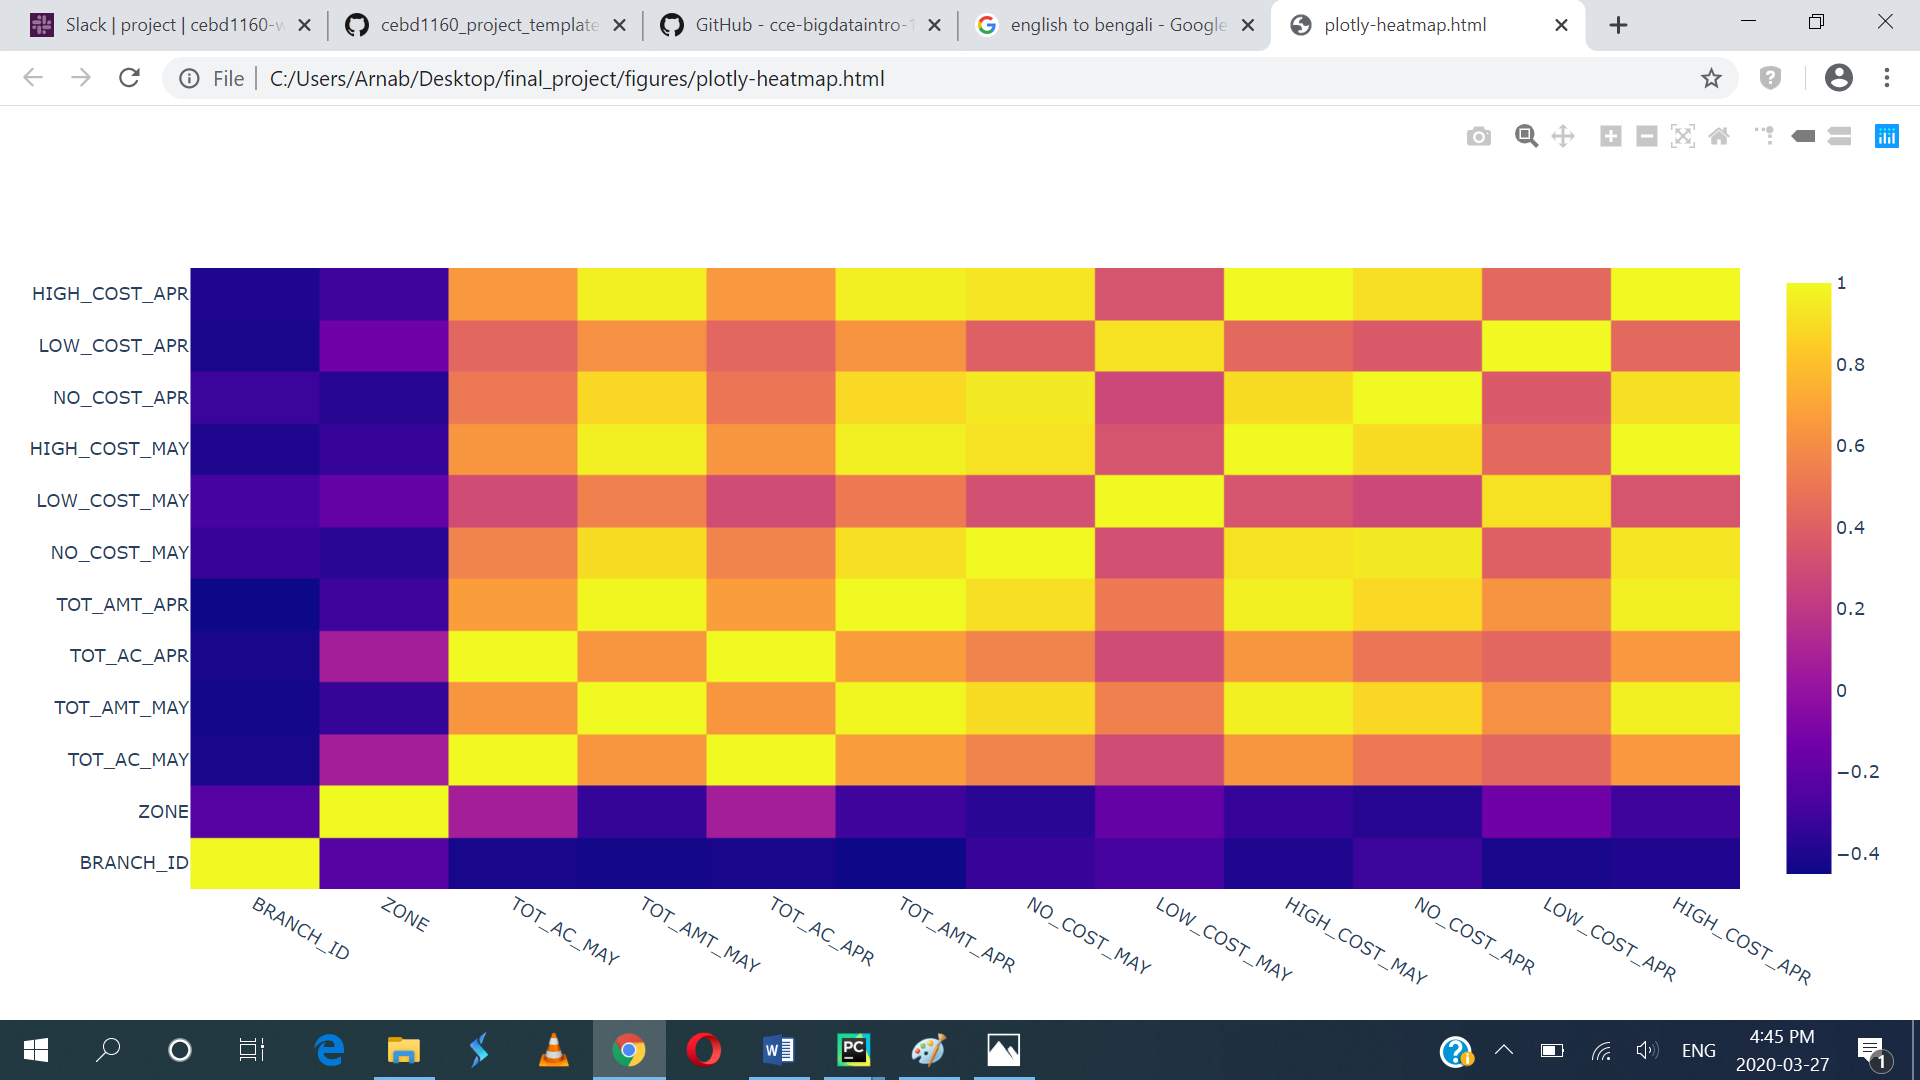 Slack | project | cebd1160-w
cebd1160_project_template
GitHub - cce-bigdataintro-1
english to bengali - Google
plotly-heatmap.html
File
C:/Users/Arnab/Desktop/final_project/figures/plotly-heatmap.html
HIGH_COST_APR
LOW_COST_APR
NO_COST_APR
HIGH_COST_MAY
LOW_COST_MAY
NO_COST_MAY
TOT_AMT_APR
TOT_AC_APR
TOT_AMT_MAY
TOT_AC_MAY
ZONE
BRANCH_ID
1
0.8
0.6
0.4
0.2
0
−0.2
−0.4
BRANCH_ID
ZONE
TOT_AC_MAY
TOT_AMT_MAY
TOT_AC_APR
TOT_AMT_APR
NO_COST_MAY
LOW_COST_MAY
HIGH_COST_MAY
NO_COST_APR
LOW_COST_APR
HIGH_COST_APR
ENG
4:45 PM
2020-03-27
1